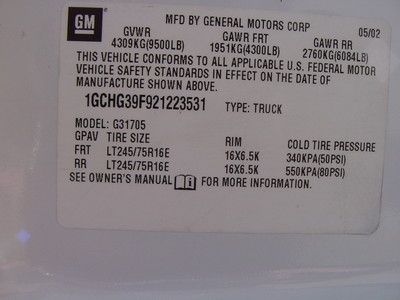 GM
MFD BY GENERAL MOTORS CORP 05/02
GVWR GAWR FRT GAWR RR
4309KG(9500LB) 1951KG(4300LB) 2760KG(6084LB)
THIS VEHICLE CONFORMS TO ALL APPLICABLE U.S. FEDERAL MOTOR
VEHICLE SAFETY STANDARDS IN EFFECT ON THE DATE OF
MANUFACTURE SHOWN ABOVE.
1GCHG39F921223531 TYPE: TRUCK
MODEL: G31705
GPAV TIRE SIZE RIM COLD TIRE PRESSURE
FRT LT245/75R16E 16X6.5K 340KPA(50PSI)
RR LT245/75R16E 16X6.5K 550KPA(80PSI)
SEE OWNER'S MANUAL FOR MORE INFORMATION.